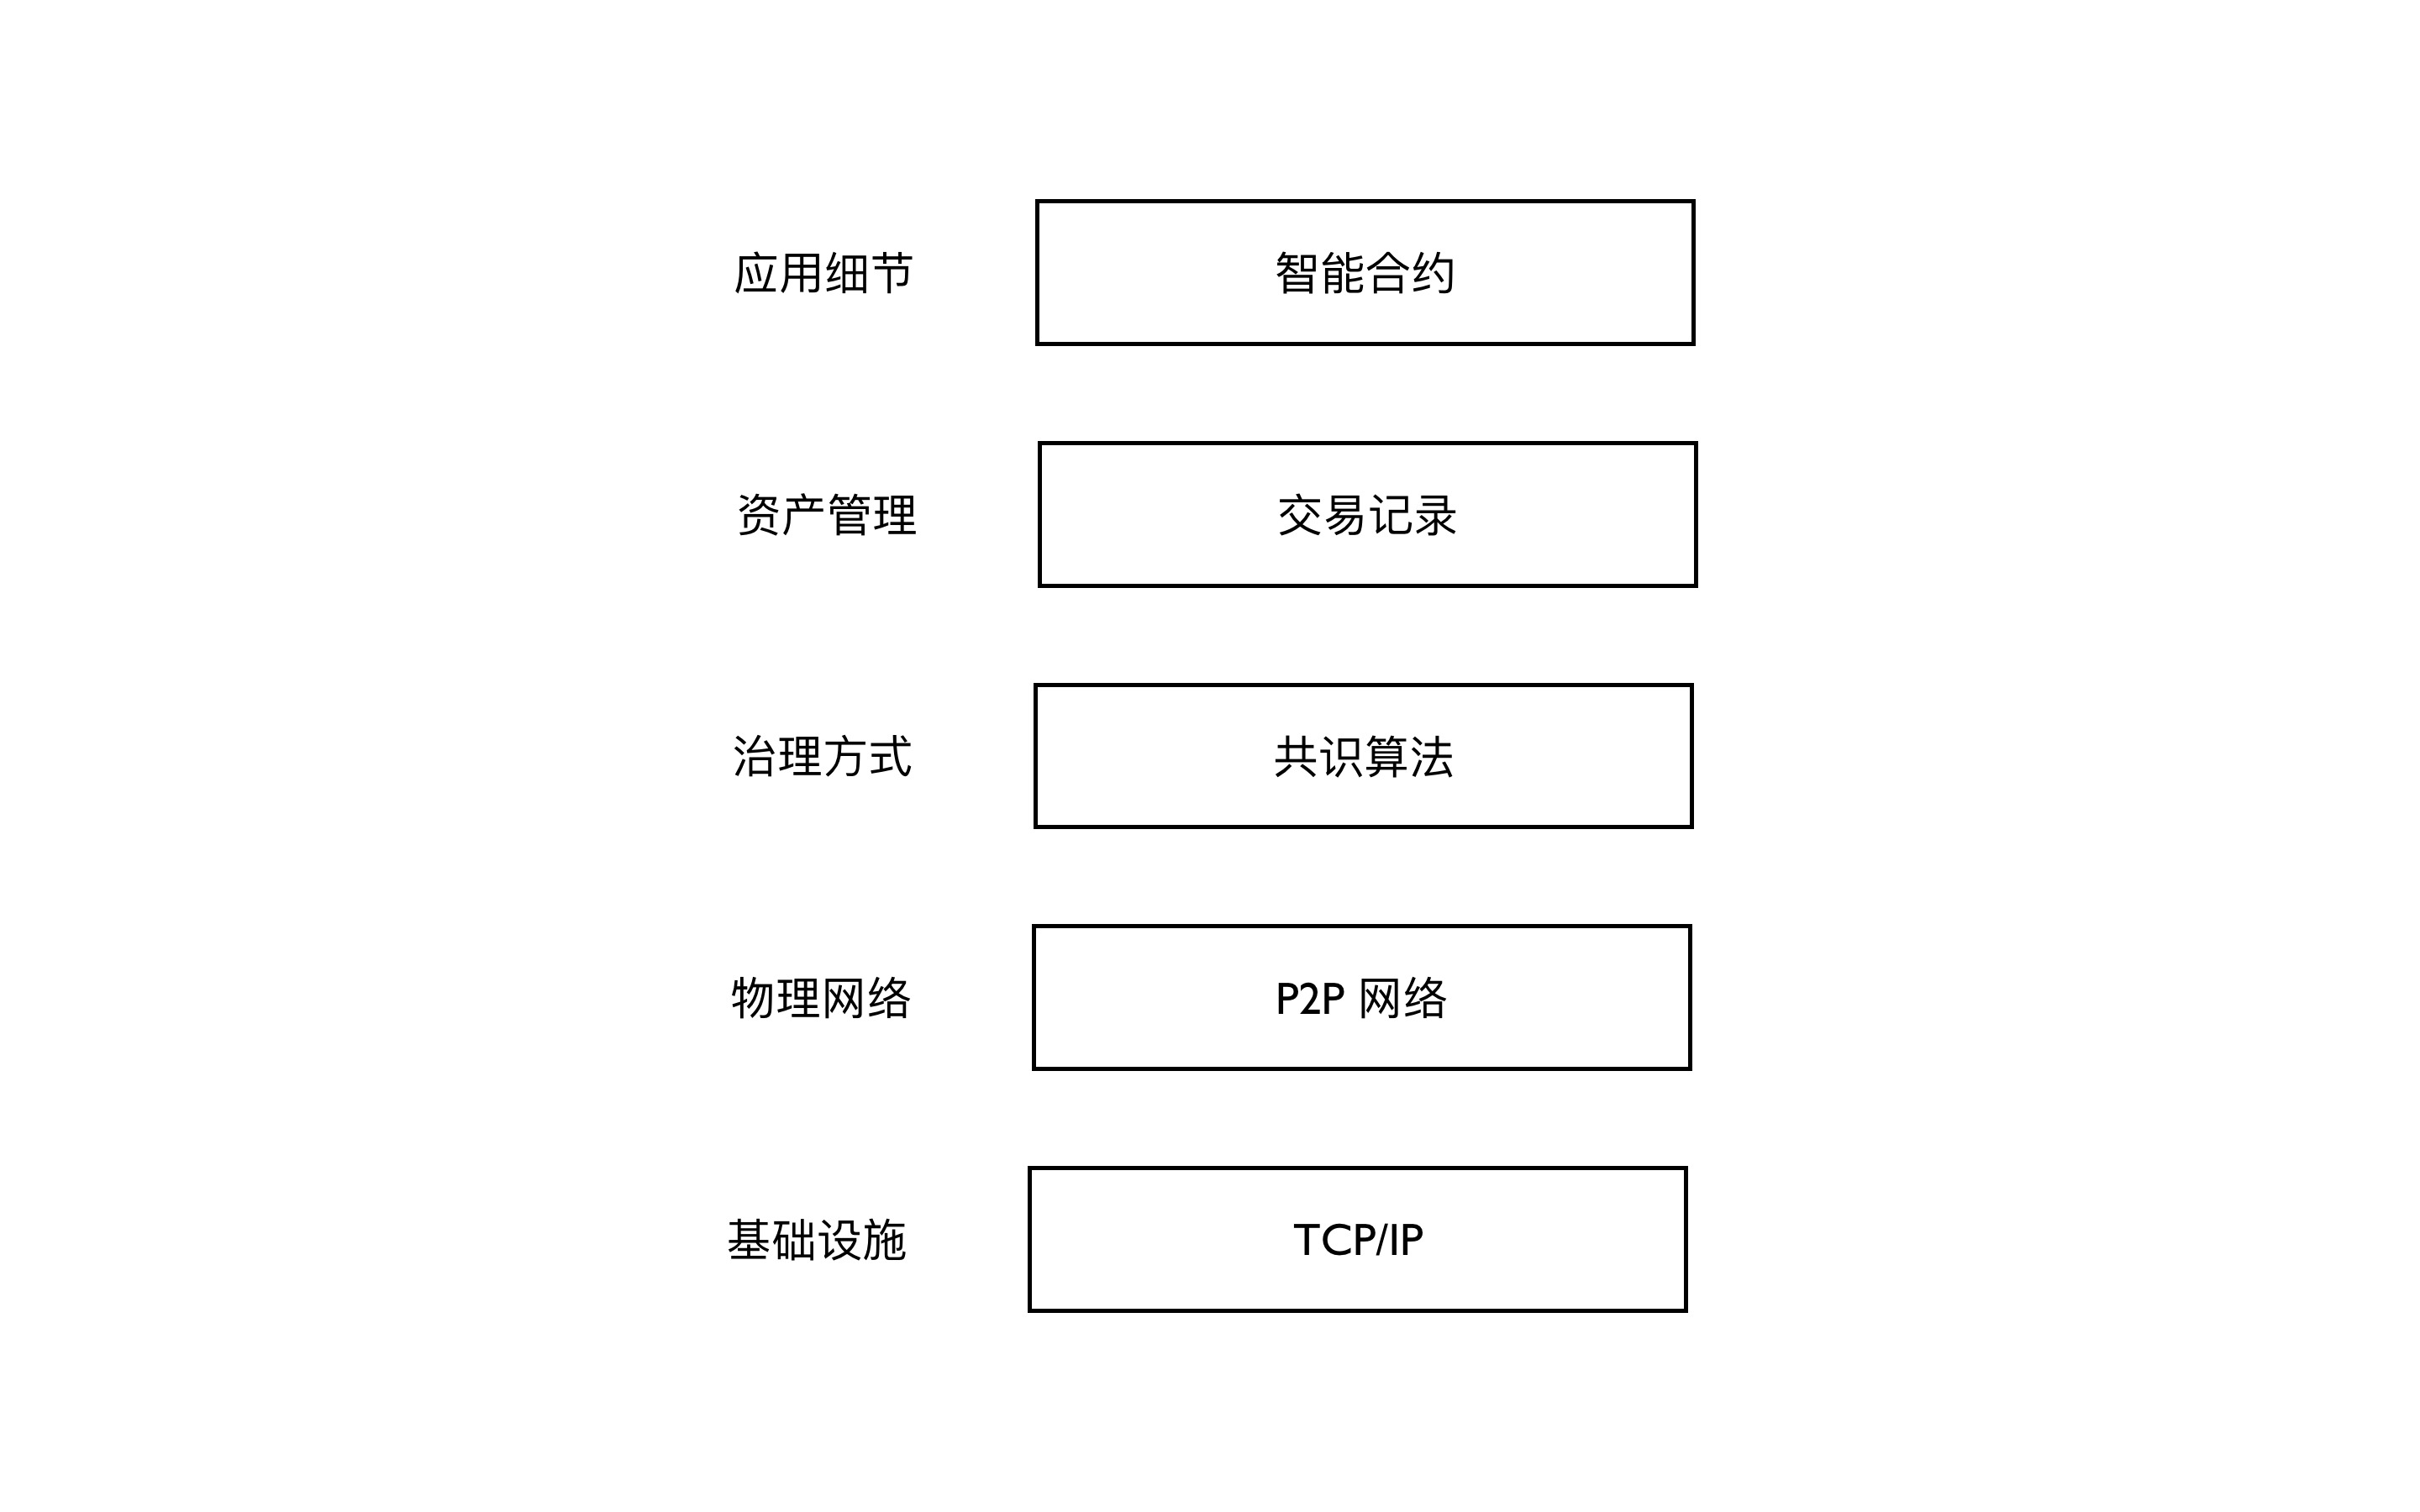 应用细节 智能合约
资产管理 交易记录
治理方式 共识算法
物理网络 P2P 网络
基础设施 TCP/IP